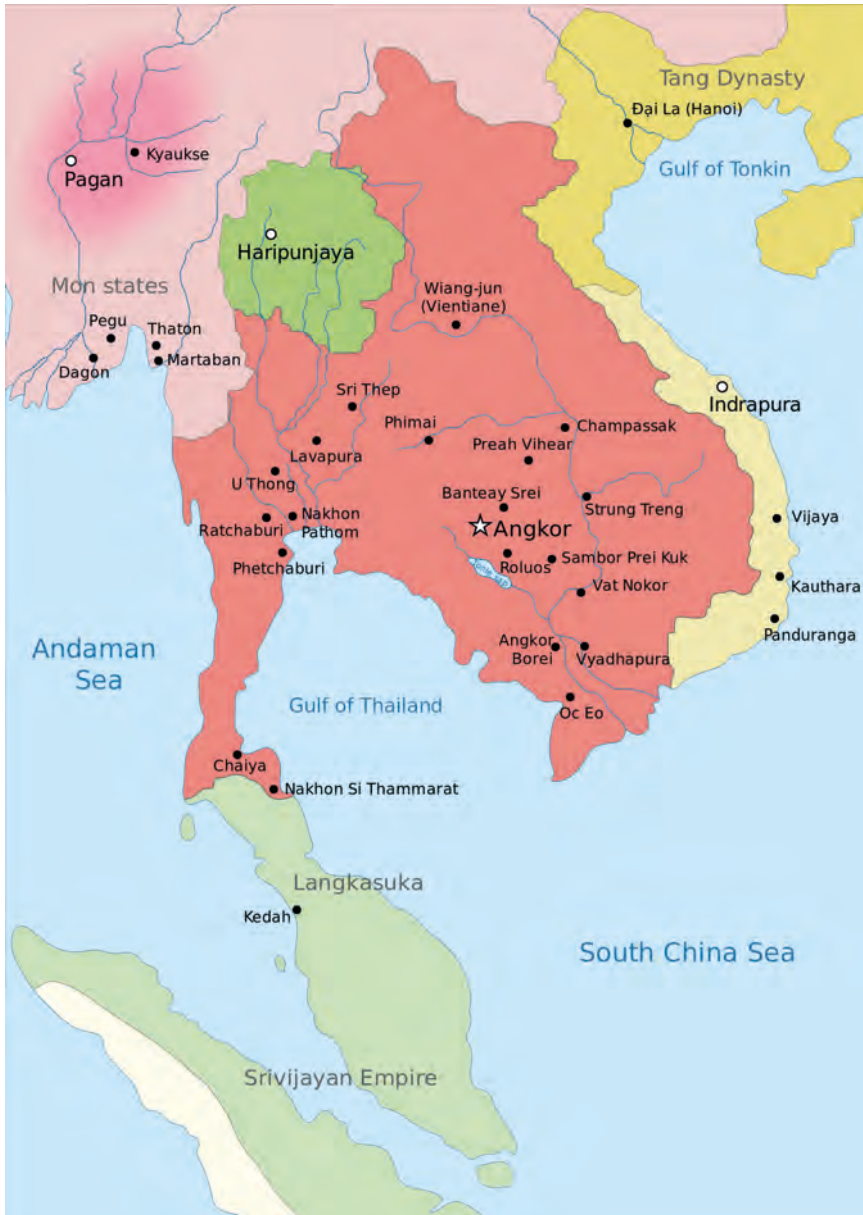 Tang Dynasty
Đại La (Hanoi)
Kyaukse
Pagan
Gulf of Tonkin
Haripunjaya
Mon states
Wiang-jun
(Vientiane)
Pegu
Thaton
Dagon
Martaban
Sri Thep
Indrapura
Phimai
Champassak
Lavapura
Preah Vihear
U Thong
Banteay Srei
Strung Treng
Ratchaburi
Nakhon
Pathom
Angkor
Vijaya
Phetchaburi
Roluos
Sambor Prei Kuk
Tonle sap
Vat Nokor
Kauthara
Panduranga
Andaman
Sea
Angkor
Borei
Vyadhapura
Gulf of Thailand
Oc Eo
Chaiya
Nakhon Si Thammarat
Langkasuka
Kedah
South China Sea
Srivijayan Empire